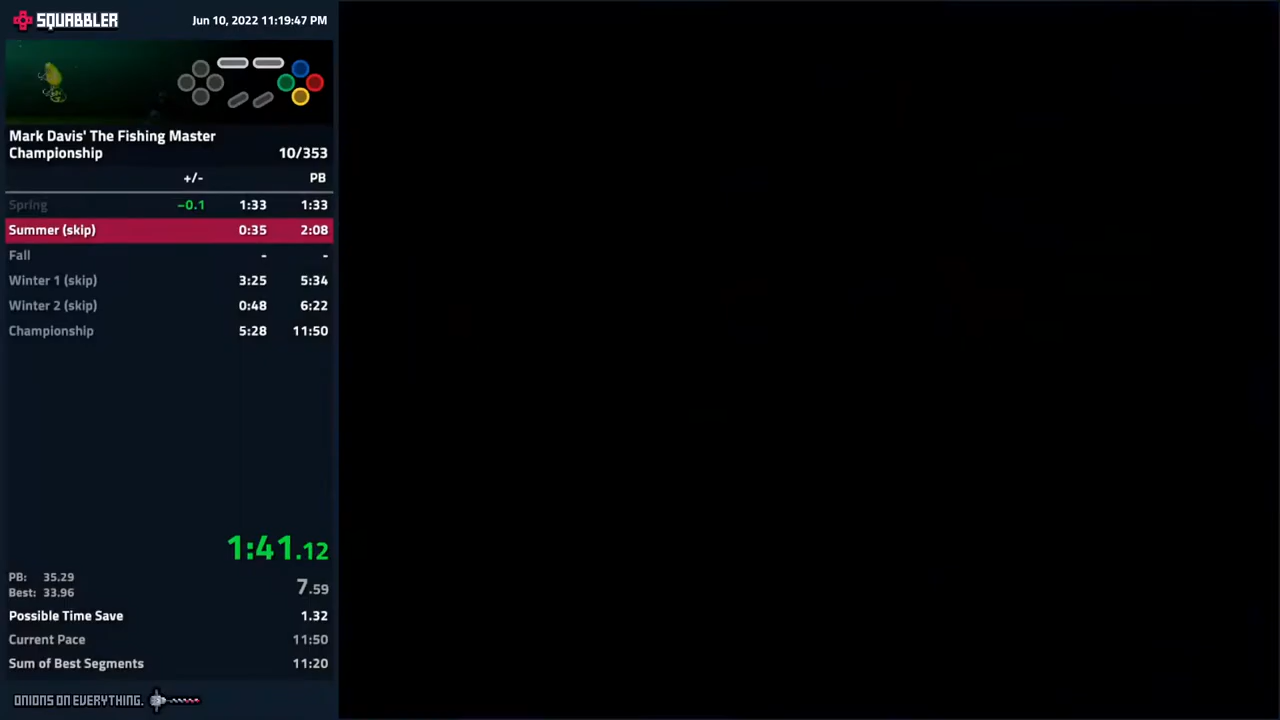 SQUABBLER
Jun 10, 2022 11:19:47 PM
Mark Davis' The Fishing Master
Championship 10/353
+/- PB
Spring −0.1 1:33 1:33
Summer (skip) 0:35 2:08
Fall - -
Winter 1 (skip) 3:25 5:34
Winter 2 (skip) 0:48 6:22
Championship 5:28 11:50
1:41.12
PB: 35.29
Best: 33.96
7.59
Possible Time Save 1.32
Current Pace 11:50
Sum of Best Segments 11:20
ONIONS ON EVERYTHING.